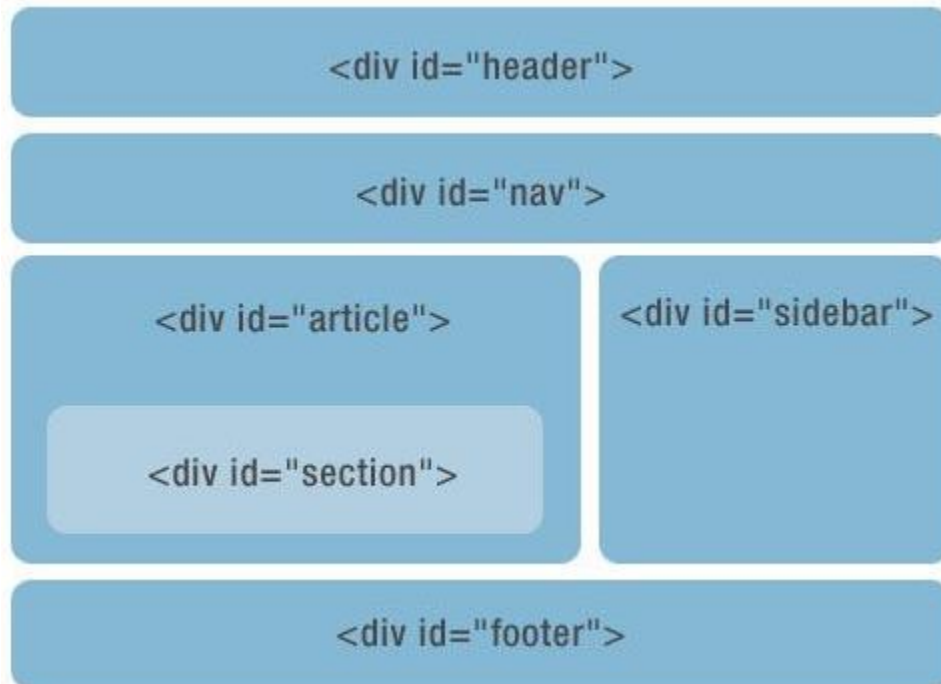 <div id="header">
<div id="nav">
<div id="article">
<div id="sidebar">
<div id="section">
<div id="footer">